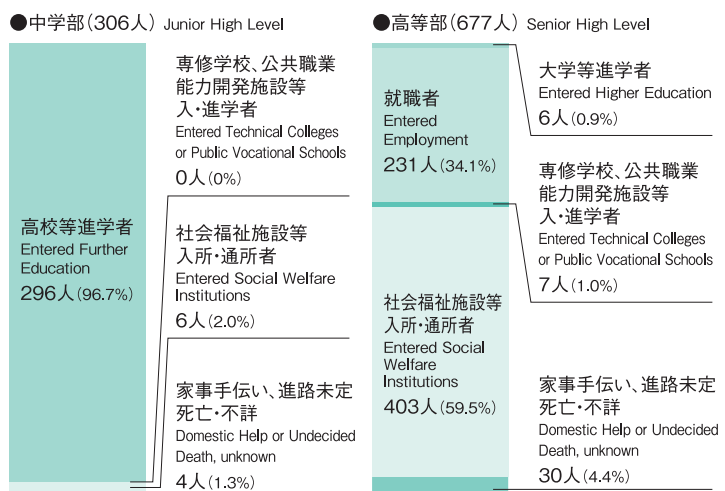 ●中学部(306人) Junior High Level
高校等進学者
Entered Further
Education
296人(96.7%)
専修学校、公共職業
能力開発施設等
入・進学者
Entered Technical Colleges
or Public Vocational Schools
0人(0%)
社会福祉施設等
入所・通所者
Entered Social Welfare
Institutions
6人(2.0%)
家事手伝い、進路未定
死亡・不詳
Domestic Help or Undecided
Death, unknown
4人(1.3%)
●高等部(677人) Senior High Level
就職者
Entered
Employment
231人(34.1%)
社会福祉施設等
入所・通所者
Entered Social
Welfare
Institutions
403人(59.5%)
大学等進学者
Entered Higher Education
6人(0.9%)
専修学校、公共職業
能力開発施設等
入・進学者
Entered Technical Colleges
or Public Vocational Schools
7人(1.0%)
家事手伝い、進路未定
死亡・不詳
Domestic Help or Undecided
Death, unknown
30人(4.4%)